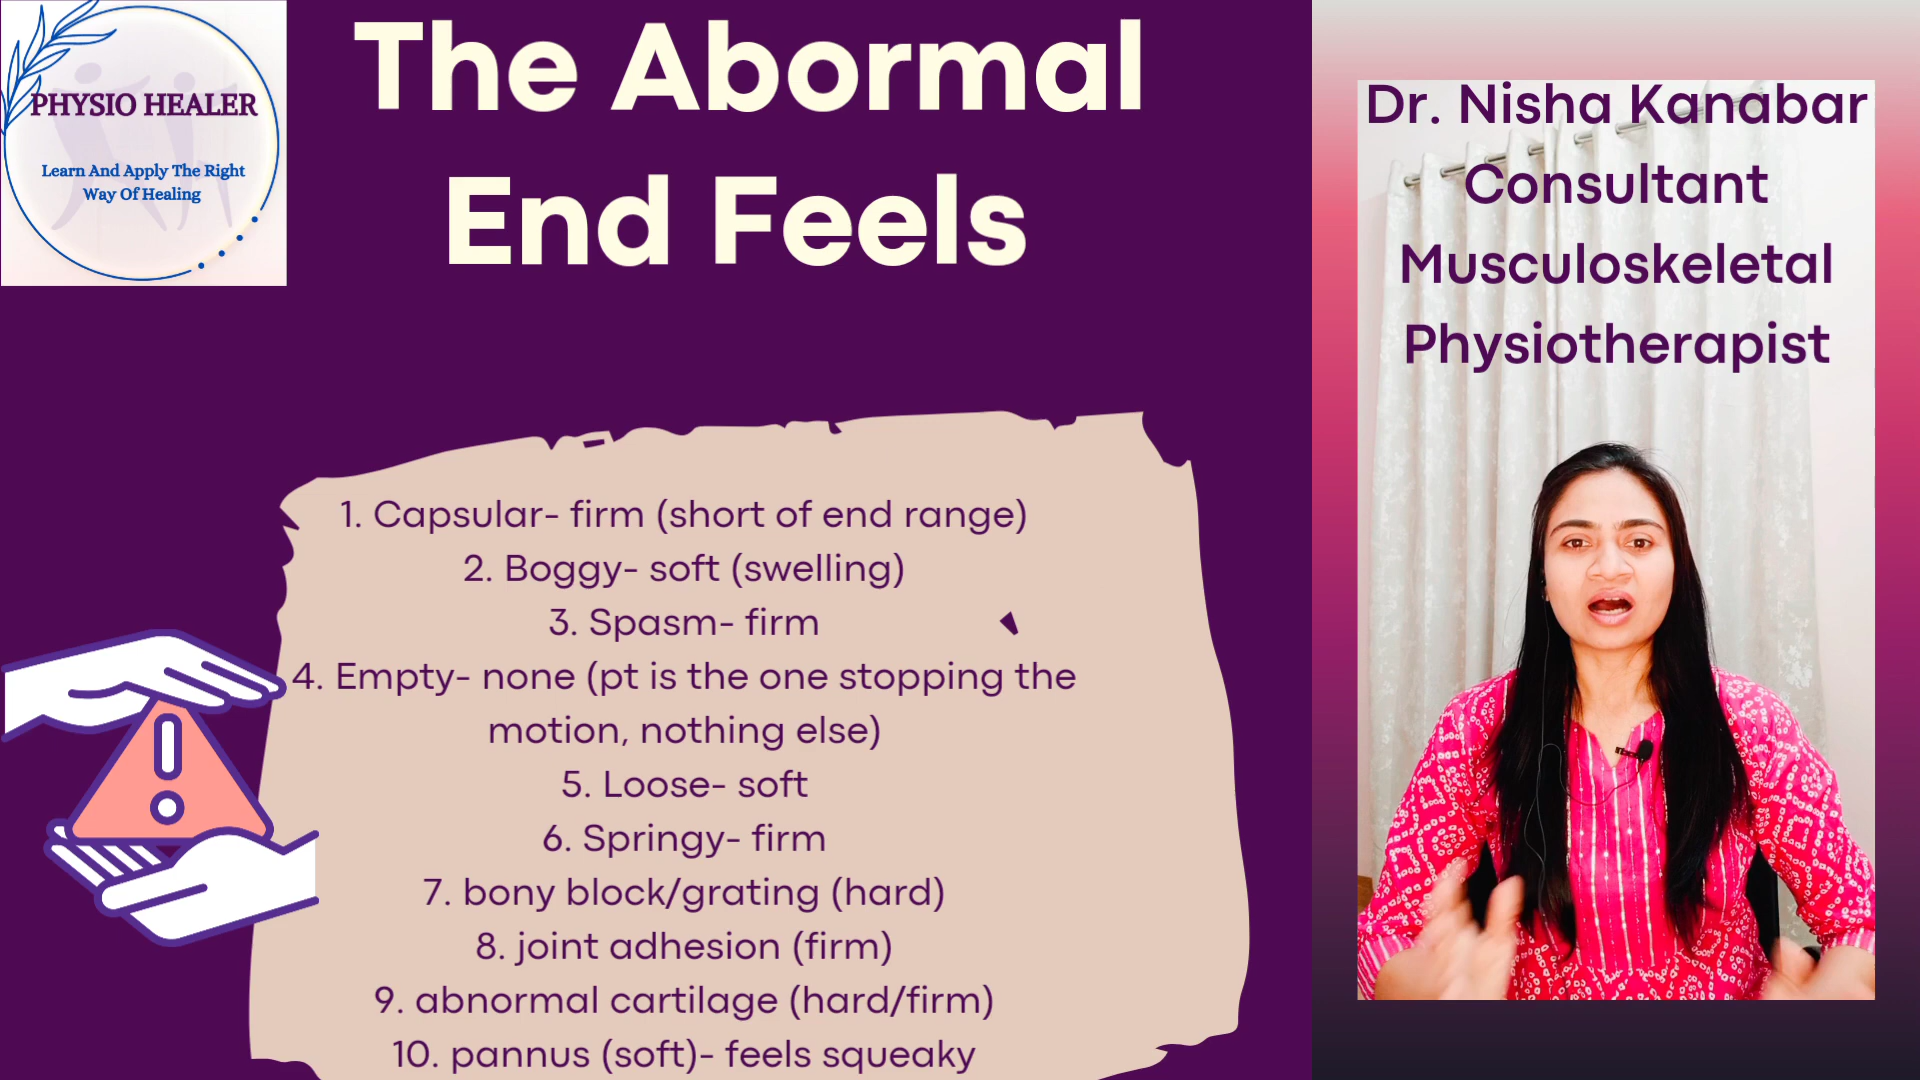 PHYSIO HEALER
Learn And Apply The Right
Way Of Healing
The Abormal
End Feels
1. Capsular- firm (short of end range)
2. Boggy- soft (swelling)
3. Spasm- firm
4. Empty- none (pt is the one stopping the
motion, nothing else)
5. Loose- soft
6. Springy- firm
7. bony block/grating (hard)
8. joint adhesion (firm)
9. abnormal cartilage (hard/firm)
10. pannus (soft)- feels squeaky
Dr. Nisha Kanabar
Consultant
Musculoskeletal
Physiotherapist